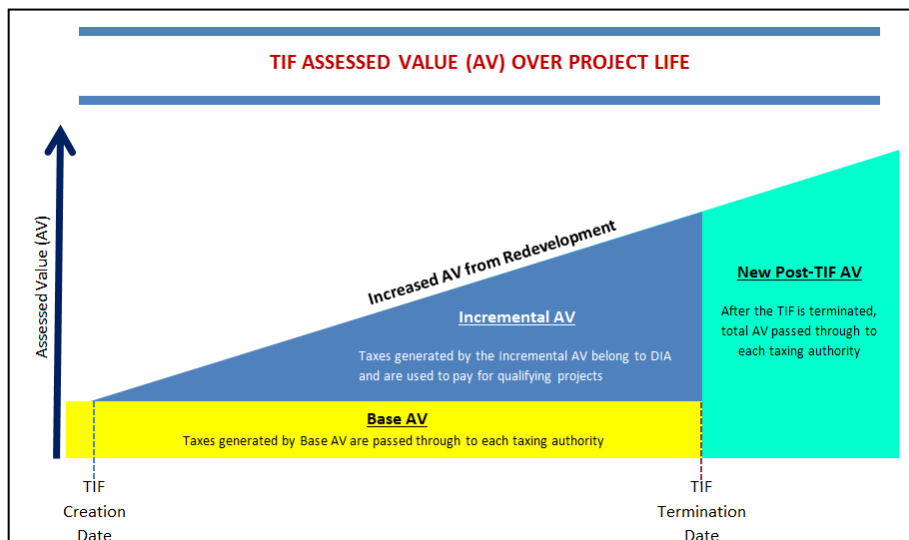 TIF ASSESSED VALUE (AV) OVER PROJECT LIFE
Assessed Value (AV)
Increased AV from Redevelopment
Incremental AV
Taxes generated by the Incremental AV belong to DIA
and are used to pay for qualifying projects
New Post-TIF AV
After the TIF is terminated,
total AV passed through to
each taxing authority
Base AV
Taxes generated by Base AV are passed through to each taxing authority
TIF
Creation
Date
TIF
Termination
Date